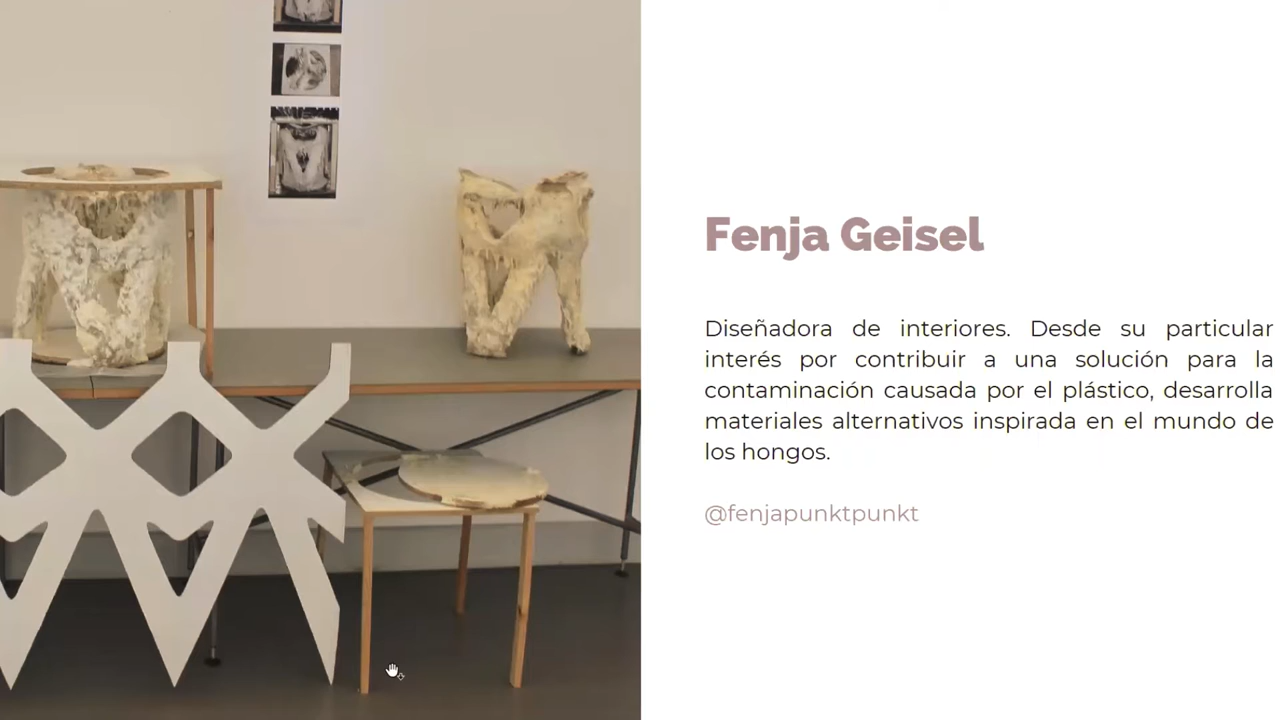 Fenja Geisel
Diseñadora de interiores. Desde su particular
interés por contribuir a una solución para la
contaminación causada por el plástico, desarrolla
materiales alternativos inspirada en el mundo de
los hongos.
@fenjapunktpunkt